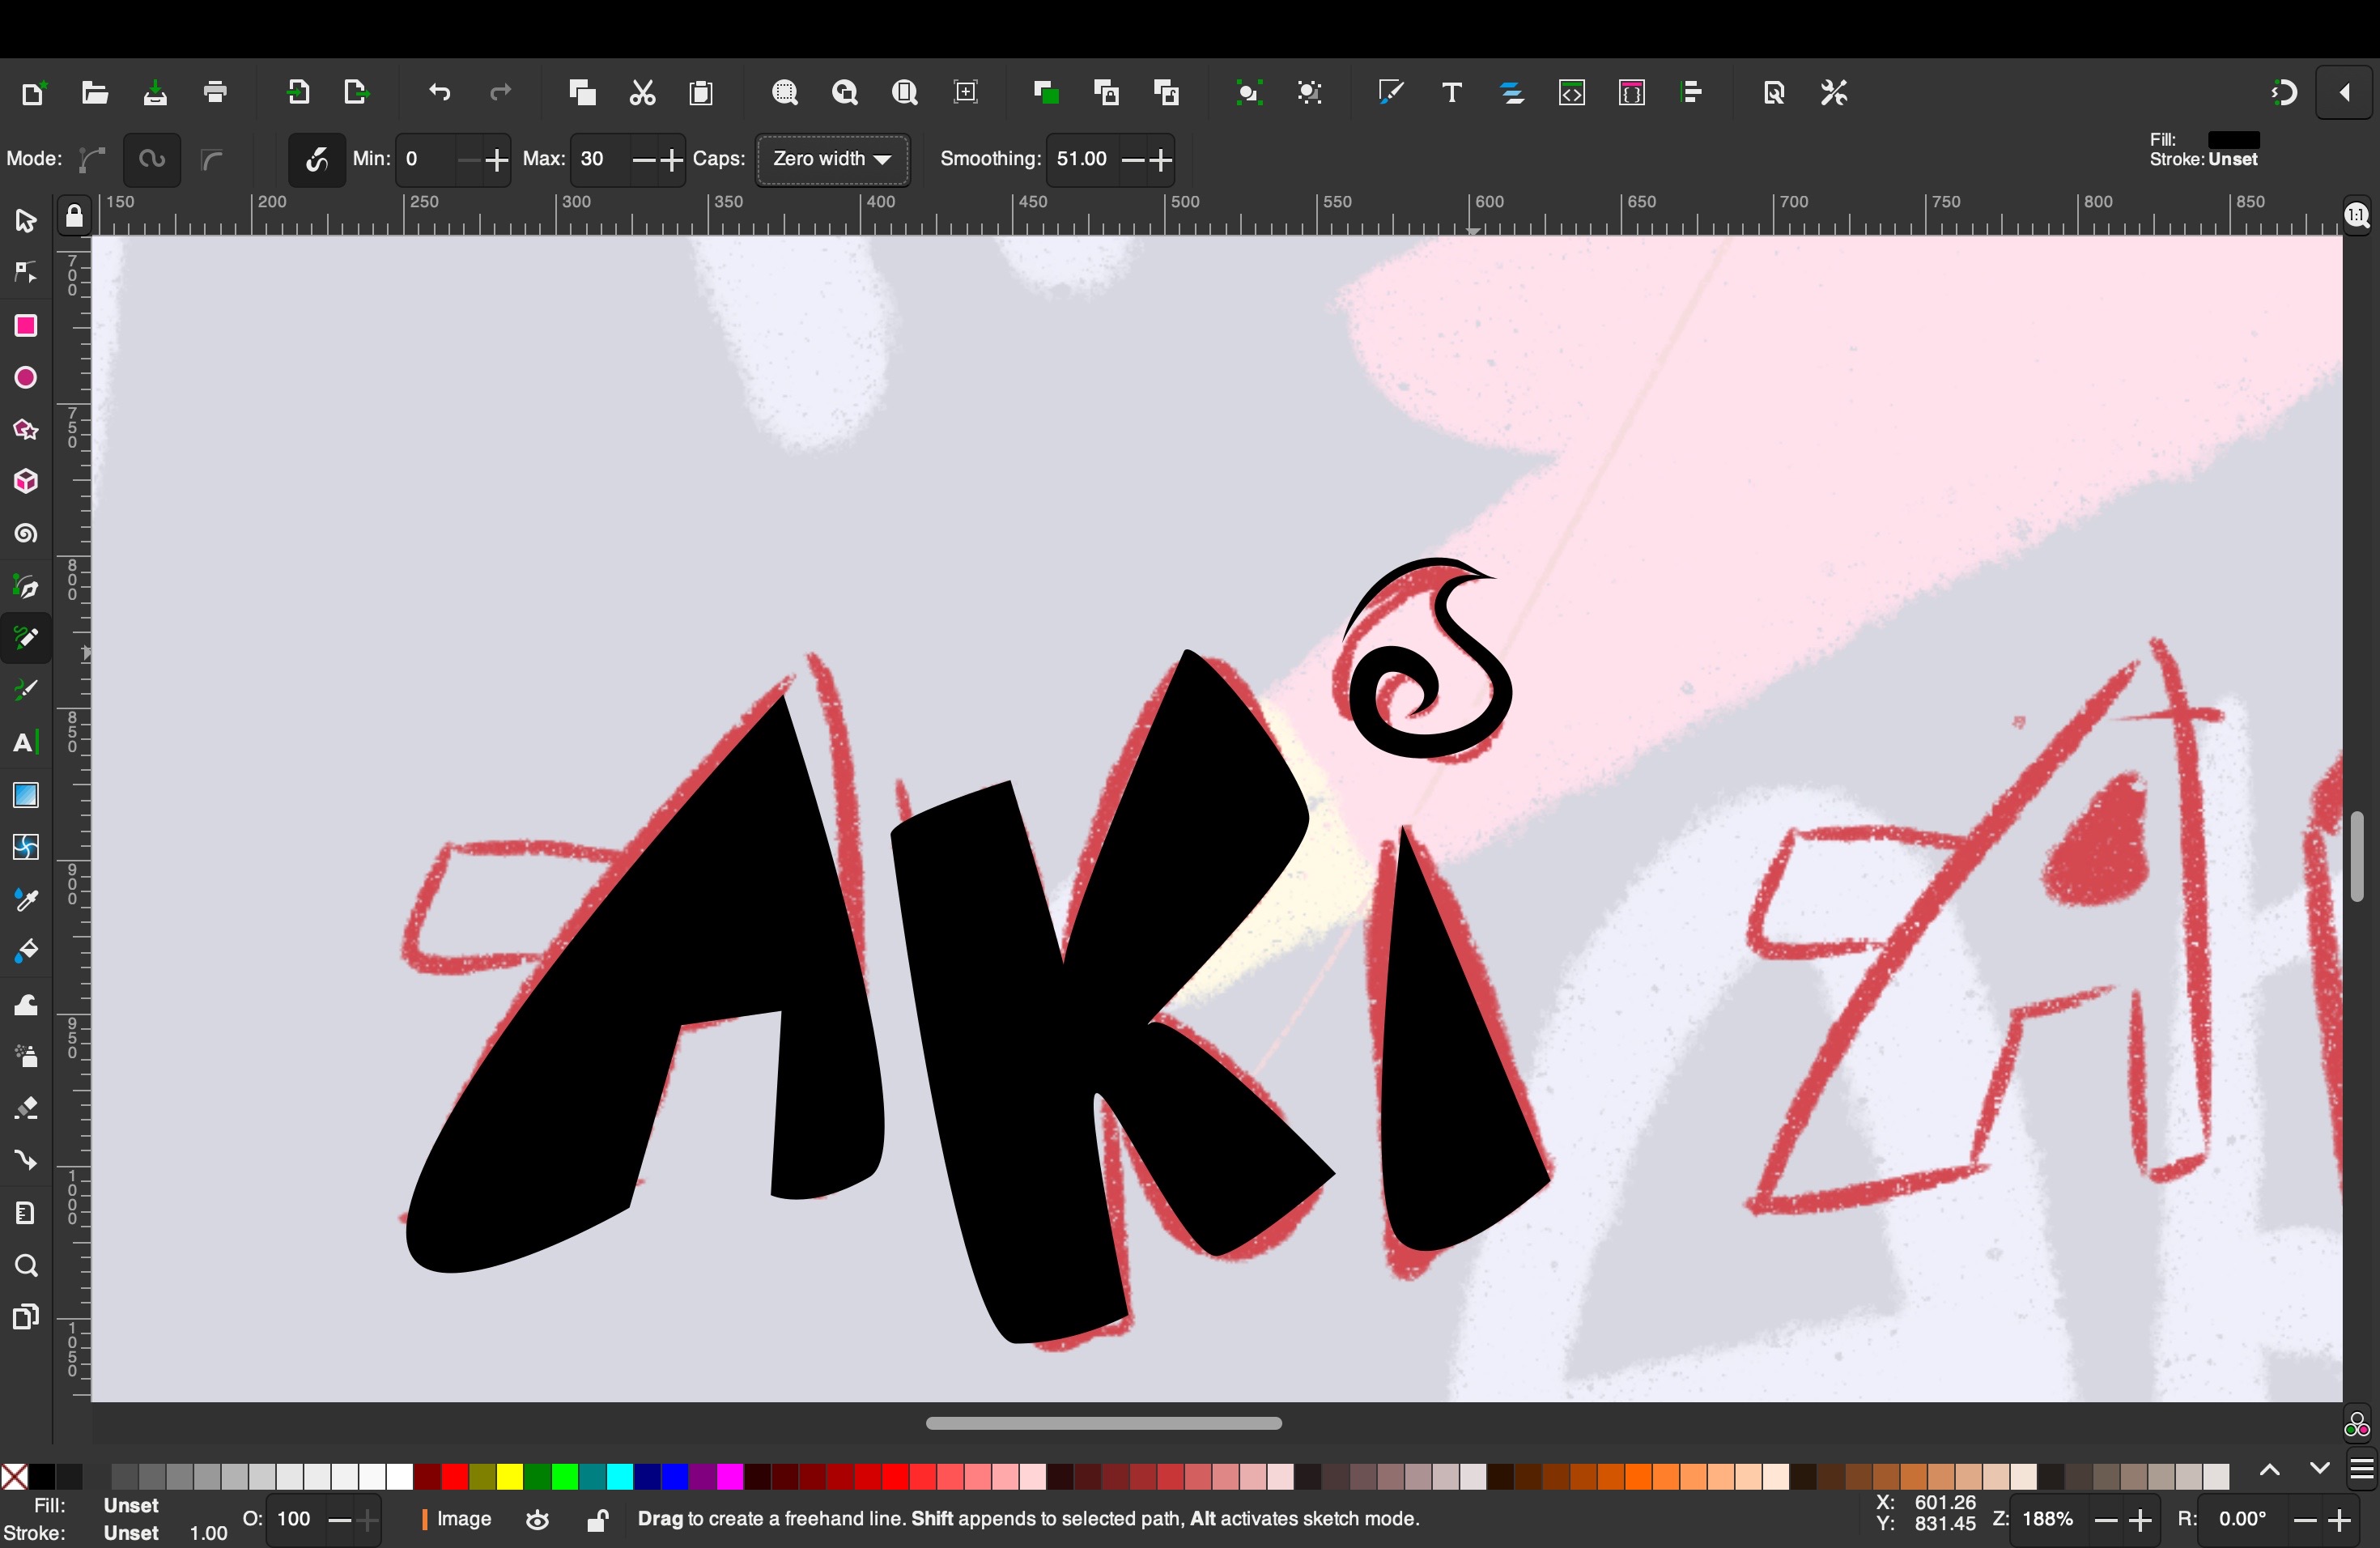 Mode:
Min: 0 Max: 30 Caps: Zero width Smoothing: 51.00
Fill:
Stroke: Unset
150 200 250 300 350 400 450 500 550 600 650 700 750 800 850
1:1
700
750
800
850
900
950
1000
1050
AKI
A
Fill: Unset
Stroke: Unset 1.00
O: 100
Image
Drag to create a freehand line. Shift appends to selected path, Alt activates sketch mode.
X: 601.26
Y: 831.45
Z: 188%
R: 0.00°